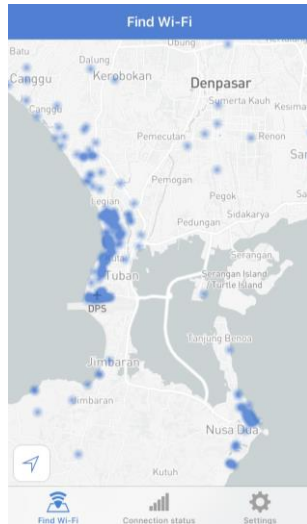 Find Wi-Fi
Ubung
Batu
Dalung
Canggu
Kerobokan
Denpasar
Sumerta Kauh
Kesima
Canggu
Pemecutan
Renon
Sar
Pemogan
Legian
Pegok
Sa
Sidakarya
Pedungan
Kuta
Serangan
Tuban
Serangan Island
/ Turtle Island
DPS
Tanjung Benoa
Jimbaran
Jimbaran
Nusa Dua
Kutuh
Find Wi-Fi
Connection status
Settings